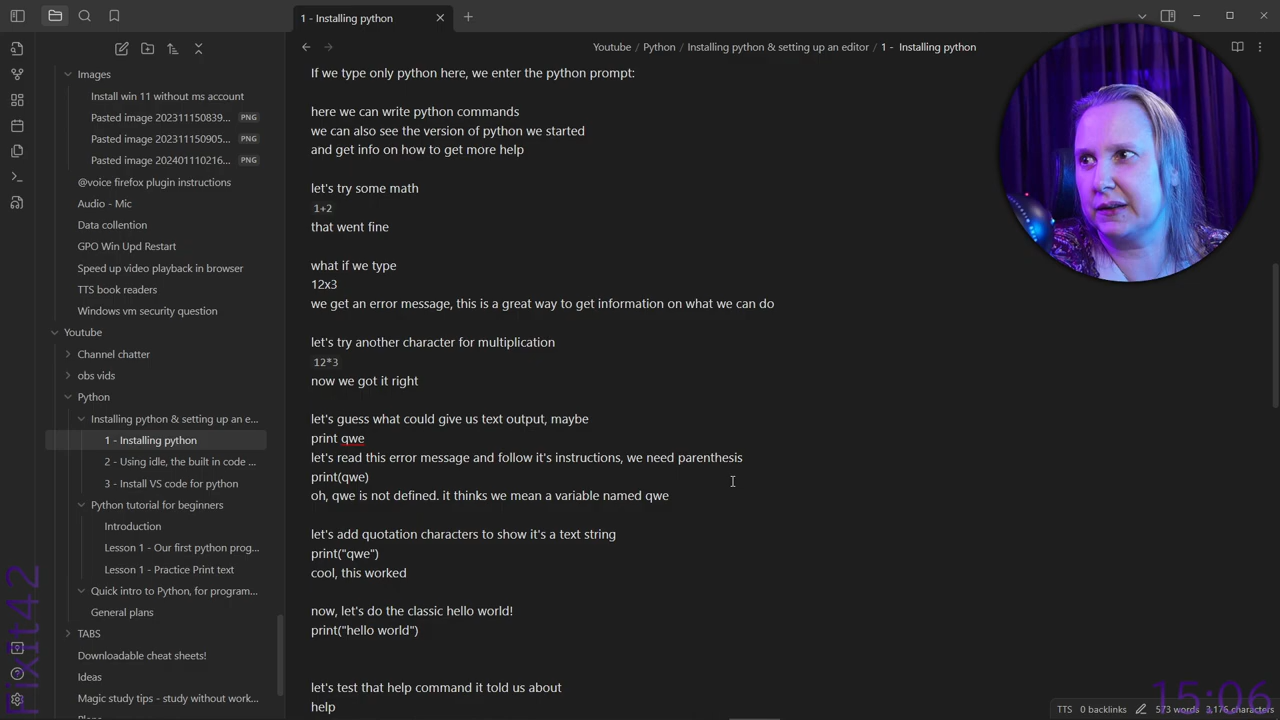 1 - Installing python
Youtube / Python / Installing python & setting up an editor / 1 - Installing python
Images
Install win 11 without ms account
Pasted image 202311150839... PNG
Pasted image 202311150905... PNG
Pasted image 202401110216... PNG
@voice firefox plugin instructions
Audio - Mic
Data collention
GPO Win Upd Restart
Speed up video playback in browser
TTS book readers
Windows vm security question
Youtube
Channel chatter
obs vids
Python
Installing python & setting up an e...
1 - Installing python
2 - Using idle, the built in code ...
3 - Install VS code for python
Python tutorial for beginners
Introduction
Lesson 1 - Our first python prog...
Lesson 1 - Practice Print text
Quick intro to Python, for program...
General plans
TABS
Downloadable cheat sheets!
Ideas
Magic study tips - study without work...
If we type only python here, we enter the python prompt:
here we can write python commands
we can also see the version of python we started
and get info on how to get more help
let's try some math
1+2
that went fine
what if we type
12x3
we get an error message, this is a great way to get information on what we can do
let's try another character for multiplication
12*3
now we got it right
let's guess what could give us text output, maybe
print qwe
let's read this error message and follow it's instructions, we need parenthesis
print(qwe)
oh, qwe is not defined. it thinks we mean a variable named qwe
let's add quotation characters to show it's a text string
print("qwe")
cool, this worked
now, let's do the classic hello world!
print("hello world")
let's test that help command it told us about
help
TTS 0 backlinks 573 words 3,176 characters
Fixit42
15:06